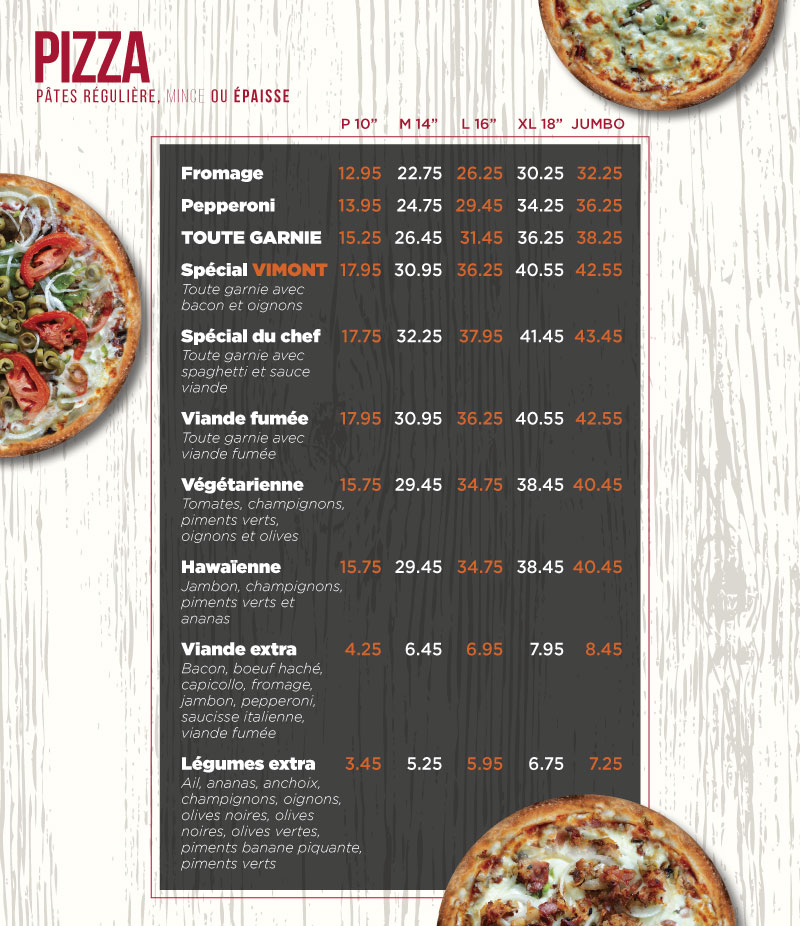 PIZZA
PÂTES RÉGULIÈRE, MINCE OU ÉPAISSE
P 10” M 14” L 16” XL 18” JUMBO
Fromage 12.95 22.75 26.25 30.25 32.25
Pepperoni 13.95 24.75 29.45 34.25 36.25
TOUTE GARNIE 15.25 26.45 31.45 36.25 38.25
Spécial VIMONT 17.95 30.95 36.25 40.55 42.55
Toute garnie avec
bacon et oignons
Spécial du chef 17.75 32.25 37.95 41.45 43.45
Toute garnie avec
spaghetti et sauce
viande
Viande fumée 17.95 30.95 36.25 40.55 42.55
Toute garnie avec
viande fumée
Végétarienne 15.75 29.45 34.75 38.45 40.45
Tomates, champignons,
piments verts,
oignons et olives
Hawaïenne 15.75 29.45 34.75 38.45 40.45
Jambon, champignons,
piments verts et
ananas
Viande extra 4.25 6.45 6.95 7.95 8.45
Bacon, boeuf haché,
capicollo, fromage,
jambon, pepperoni,
saucisse italienne,
viande fumée
Légumes extra 3.45 5.25 5.95 6.75 7.25
Ail, ananas, anchoix,
champignons, oignons,
olives noires, olives
noires, olives vertes,
piments banane piquante,
piments verts